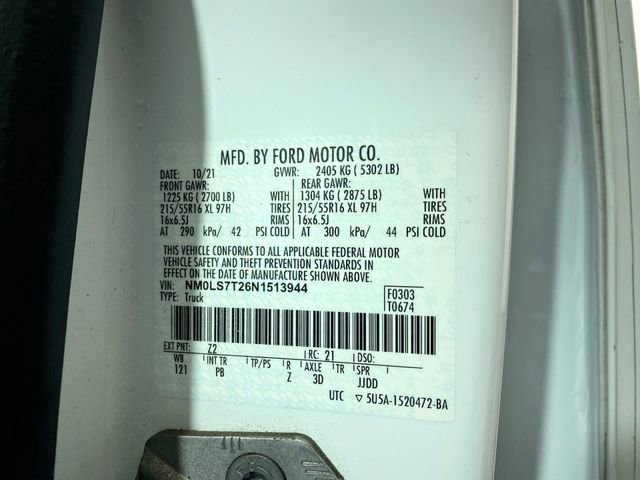 MFD. BY FORD MOTOR CO.
DATE: 10/21 GVWR: 2405 KG ( 5302 LB)
FRONT GAWR: REAR GAWR:
1225 KG ( 2700 LB) WITH 1304 KG ( 2875 LB) WITH
215/55R16 XL 97H TIRES 215/55R16 XL 97H TIRES
16x6.5J RIMS 16x6.5J RIMS
AT 290 kPa/ 42 PSI COLD AT 300 kPa/ 44 PSI COLD
THIS VEHICLE CONFORMS TO ALL APPLICABLE FEDERAL MOTOR
VEHICLE SAFETY AND THEFT PREVENTION STANDARDS IN
EFFECT ON THE DATE OF MANUFACTURE SHOWN ABOVE.
VIN: NM0LS7T26N1513944 F0303
TYPE: Truck T0674
EXT PNT: Z2 RC: 21 DSO:
WB INT TR TP/PS R AXLE TR SPR
121 PB Z 3D JJDD
UTC ▽ 5U5A-1520472-BA